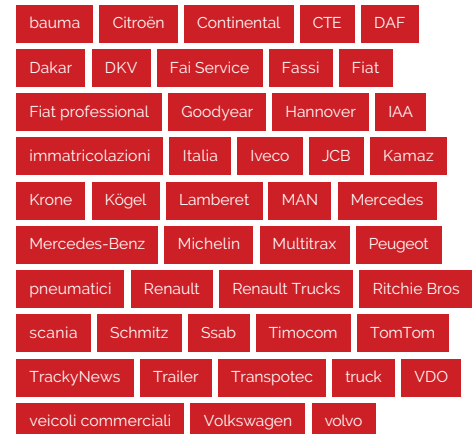 bauma Citroën Continental CTE DAF
Dakar DKV Fai Service Fassi Fiat
Fiat professional Goodyear Hannover IAA
immatricolazioni Italia Iveco JCB Kamaz
Krone Kögel Lamberet MAN Mercedes
Mercedes-Benz Michelin Multitrax Peugeot
pneumatici Renault Renault Trucks Ritchie Bros
scania Schmitz Ssab Timocom TomTom
TrackyNews Trailer Transpotec truck VDO
veicoli commerciali Volkswagen volvo